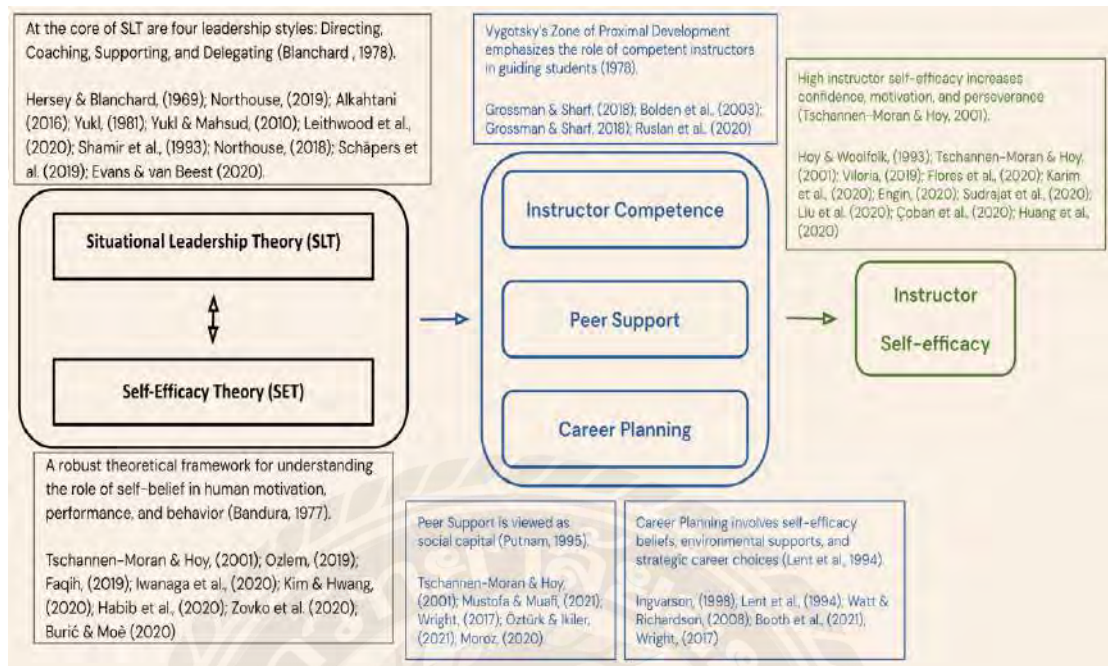 At the core of SLT are four leadership styles: Directing,
Coaching, Supporting, and Delegating (Blanchard , 1978).
Hersey & Blanchard, (1969); Northouse, (2019); Alkahtani
(2016); Yukl, (1981); Yukl & Mahsud, (2010); Leithwood et al.,
(2020); Shamir et al., (1993); Northouse, (2018); Schäpers et
al. (2019); Evans & van Beest (2020).
Situational Leadership Theory (SLT)
Self-Efficacy Theory (SET)
A robust theoretical framework for understanding
the role of self-belief in human motivation,
performance, and behavior (Bandura, 1977).
Tschannen-Moran & Hoy, (2001); Ozlem, (2019);
Faqih, (2019); Iwanaga et al., (2020); Kim & Hwang,
(2020); Habib et al., (2020); Zovko et al. (2020);
Burić & Moè (2020)
Vygotsky's Zone of Proximal Development
emphasizes the role of competent instructors
in guiding students (1978).
Grossman & Sharf, (2018); Bolden et al., (2003);
Grossman & Sharf, 2018); Ruslan et al., (2020)
Instructor Competence
Peer Support
Career Planning
Peer Support is viewed as
social capital (Putnam, 1995).
Tschannen-Moran & Hoy,
(2001); Mustofa & Muafi, (2021);
Wright, (2017); Öztürk & Ikiler,
(2021); Moroz, (2020)
Career Planning involves self-efficacy
beliefs, environmental supports, and
strategic career choices (Lent et al., 1994).
Ingvarson, (1998); Lent et al., (1994); Watt &
Richardson, (2008); Booth et al., (2021),
Wright, (2017)
High instructor self-efficacy increases
confidence, motivation, and perseverance
(Tschannen-Moran & Hoy, 2001).
Hoy & Woolfolk, (1993); Tschannen-Moran & Hoy,
(2001); Viloria, (2019); Flores et al., (2020); Karim
et al., (2020); Engin, (2020); Sudrajat et al., (2020);
Liu et al. (2020); Çoban et al., (2020); Huang et al.,
(2020)
Instructor
Self-efficacy